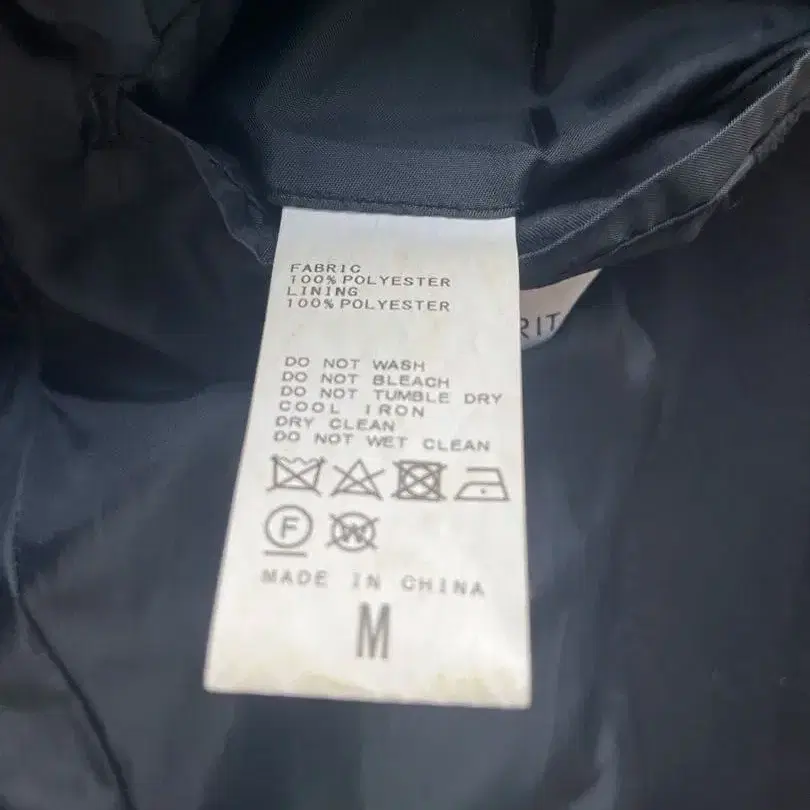 FABRIC
100% POLYESTER
LINING
100% POLYESTER
RIT
DO NOT WASH
DO NOT BLEACH
DO NOT TUMBLE DRY
COOL IRON
DRY CLEAN
DO NOT WET CLEAN
F W
MADE IN CHINA
M